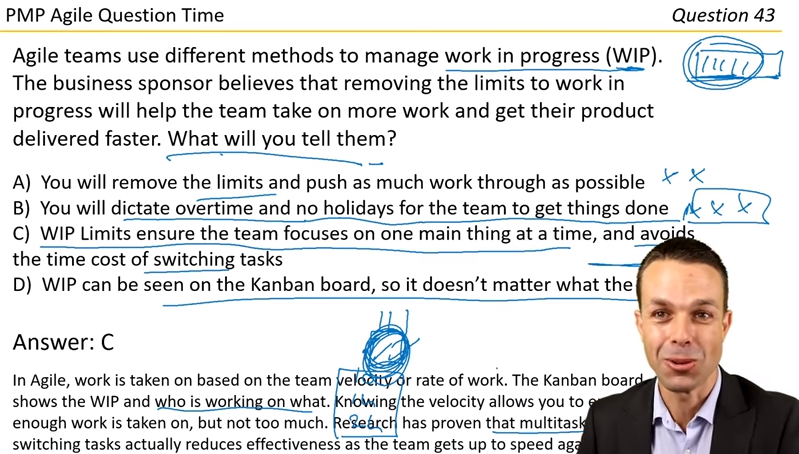 PMP Agile Question Time
Question 43
Agile teams use different methods to manage work in progress (WIP).
The business sponsor believes that removing the limits to work in
progress will help the team take on more work and get their product
delivered faster. What will you tell them?
A) You will remove the limits and push as much work through as possible
B) You will dictate overtime and no holidays for the team to get things done
C) WIP Limits ensure the team focuses on one main thing at a time, and avoids
the time cost of switching tasks
D) WIP can be seen on the Kanban board, so it doesn’t matter what the
Answer: C
In Agile, work is taken on based on the team velocity or rate of work. The Kanban board
shows the WIP and who is working on what. Knowing the velocity allows you to
enough work is taken on, but not too much. Research has proven that multitask
switching tasks actually reduces effectiveness as the team gets up to speed aga